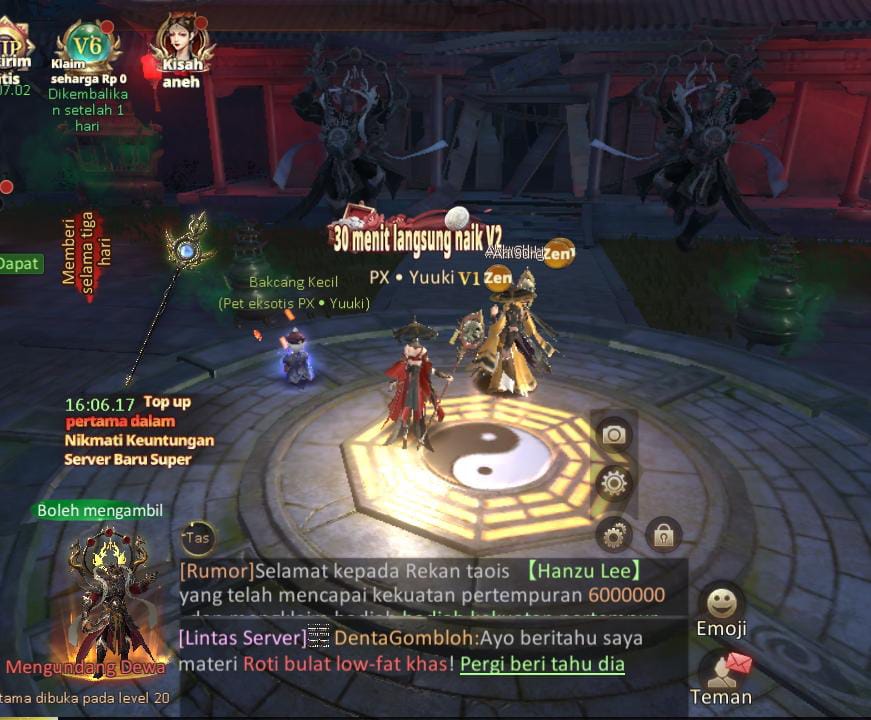 V6
Klaim
seharga Rp 0
Dikembalika
n setelah 1
hari
Kisah
aneh
07.02
Memberi
selama tiga
hari
Dapat
30 menit langsung naik V2
Zen
PX • Yuuki V1 Zen
Bakcang Kecil
(Pet eksotis PX • Yuuki)
16:06.17 Top up
pertama dalam
Nikmati Keuntungan
Server Baru Super
Boleh mengambil
Mengundang Dewa
tama dibuka pada level 20
Tas
[Rumor]Selamat kepada Rekan taois 【Hanzu Lee】
yang telah mencapai kekuatan pertempuran 6000000
[Lintas Server] DentaGombloh:Ayo beritahu saya
materi Roti bulat low-fat khas! Pergi beri tahu dia
Emoji
Teman